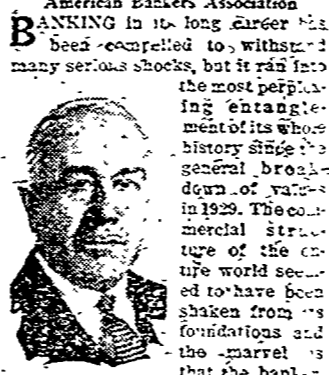 American Bankers Association
BANKING in its long career has
been compelled to withstand
many serious shocks, but it ran into
the most perplex-
ing entangle-
ment of its whole
history since the
general break-
down of values
in 1929. The com-
mercial struc-
ture of the en-
tire world seem-
ed to have been
shaken from its
foundations and
the marvel is
that the bank-